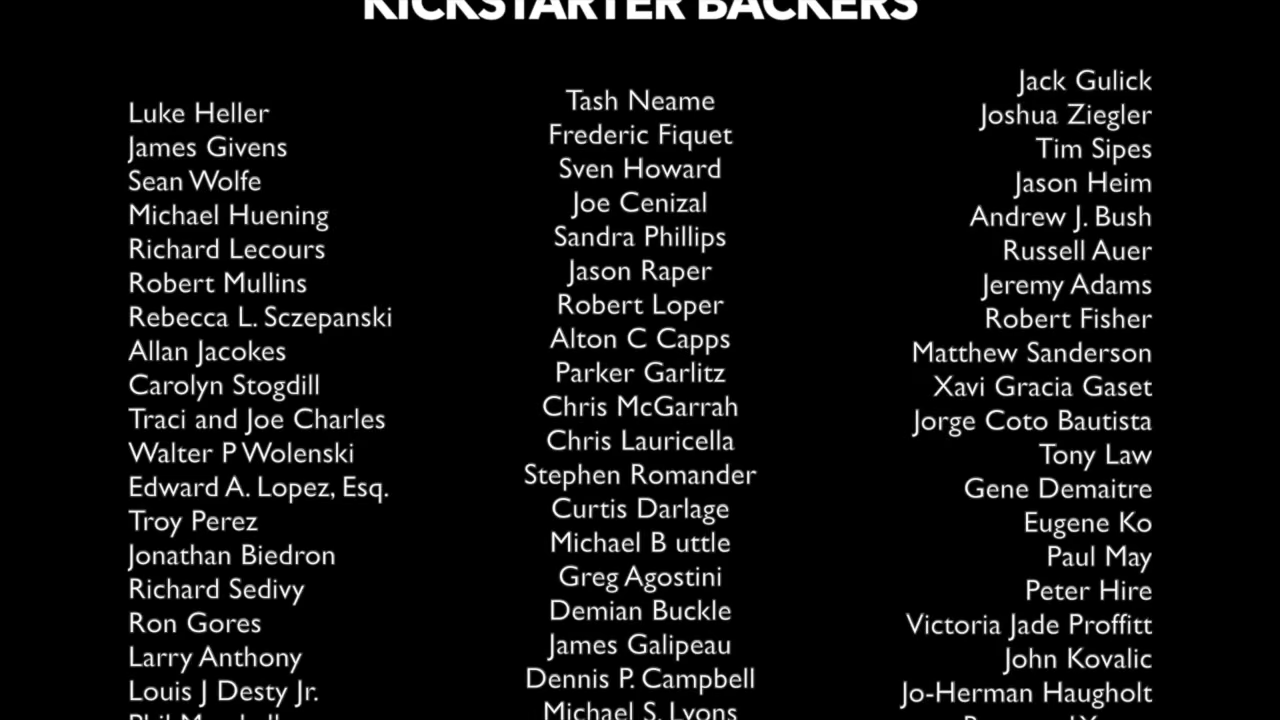 KICKSTARTER BACKERS
Luke Heller
James Givens
Sean Wolfe
Michael Huening
Richard Lecours
Robert Mullins
Rebecca L. Sczepanski
Allan Jacokes
Carolyn Stogdill
Traci and Joe Charles
Walter P Wolenski
Edward A. Lopez, Esq.
Troy Perez
Jonathan Biedron
Richard Sedivy
Ron Gores
Larry Anthony
Louis J Desty Jr.
Tash Neame
Frederic Fiquet
Sven Howard
Joe Cenizal
Sandra Phillips
Jason Raper
Robert Loper
Alton C Capps
Parker Garlitz
Chris McGarrah
Chris Lauricella
Stephen Romander
Curtis Darlage
Michael B uttle
Greg Agostini
Demian Buckle
James Galipeau
Dennis P. Campbell
Michael S. Lyons
Jack Gulick
Joshua Ziegler
Tim Sipes
Jason Heim
Andrew J. Bush
Russell Auer
Jeremy Adams
Robert Fisher
Matthew Sanderson
Xavi Gracia Gaset
Jorge Coto Bautista
Tony Law
Gene Demaitre
Eugene Ko
Paul May
Peter Hire
Victoria Jade Proffitt
John Kovalic
Jo-Herman Haugholt